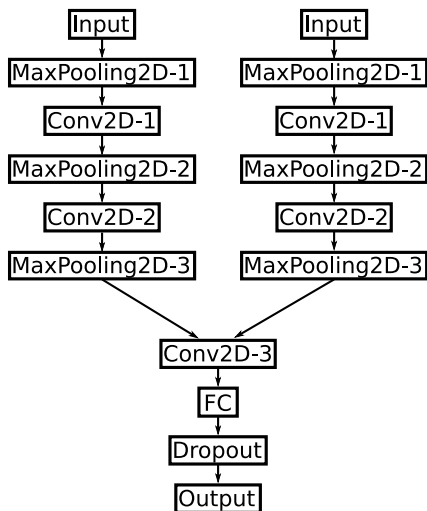 Input
MaxPooling2D-1
Conv2D-1
MaxPooling2D-2
Conv2D-2
MaxPooling2D-3
Input
MaxPooling2D-1
Conv2D-1
MaxPooling2D-2
Conv2D-2
MaxPooling2D-3
Conv2D-3
FC
Dropout
Output